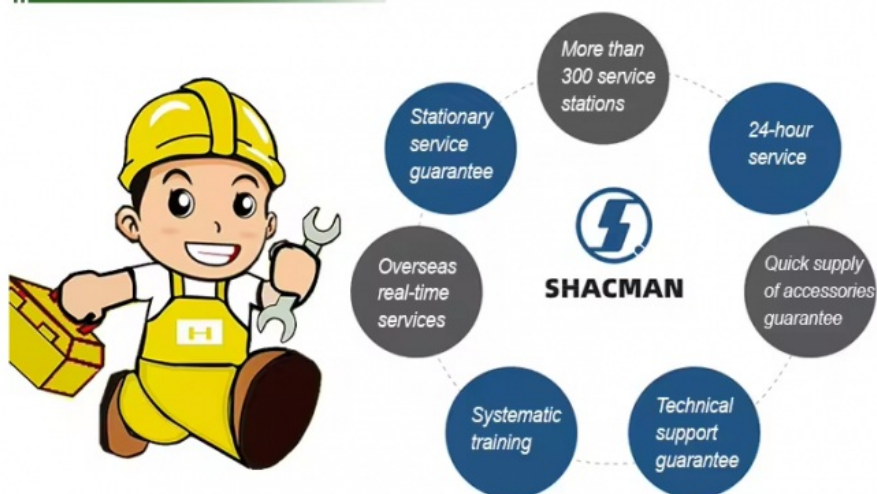 More than
300 service
stations
Stationary
service
guarantee
24-hour
service
Overseas
real-time
services
SHACMAN
Quick supply
of accessories
guarantee
H
Systematic
training
Technical
support
guarantee